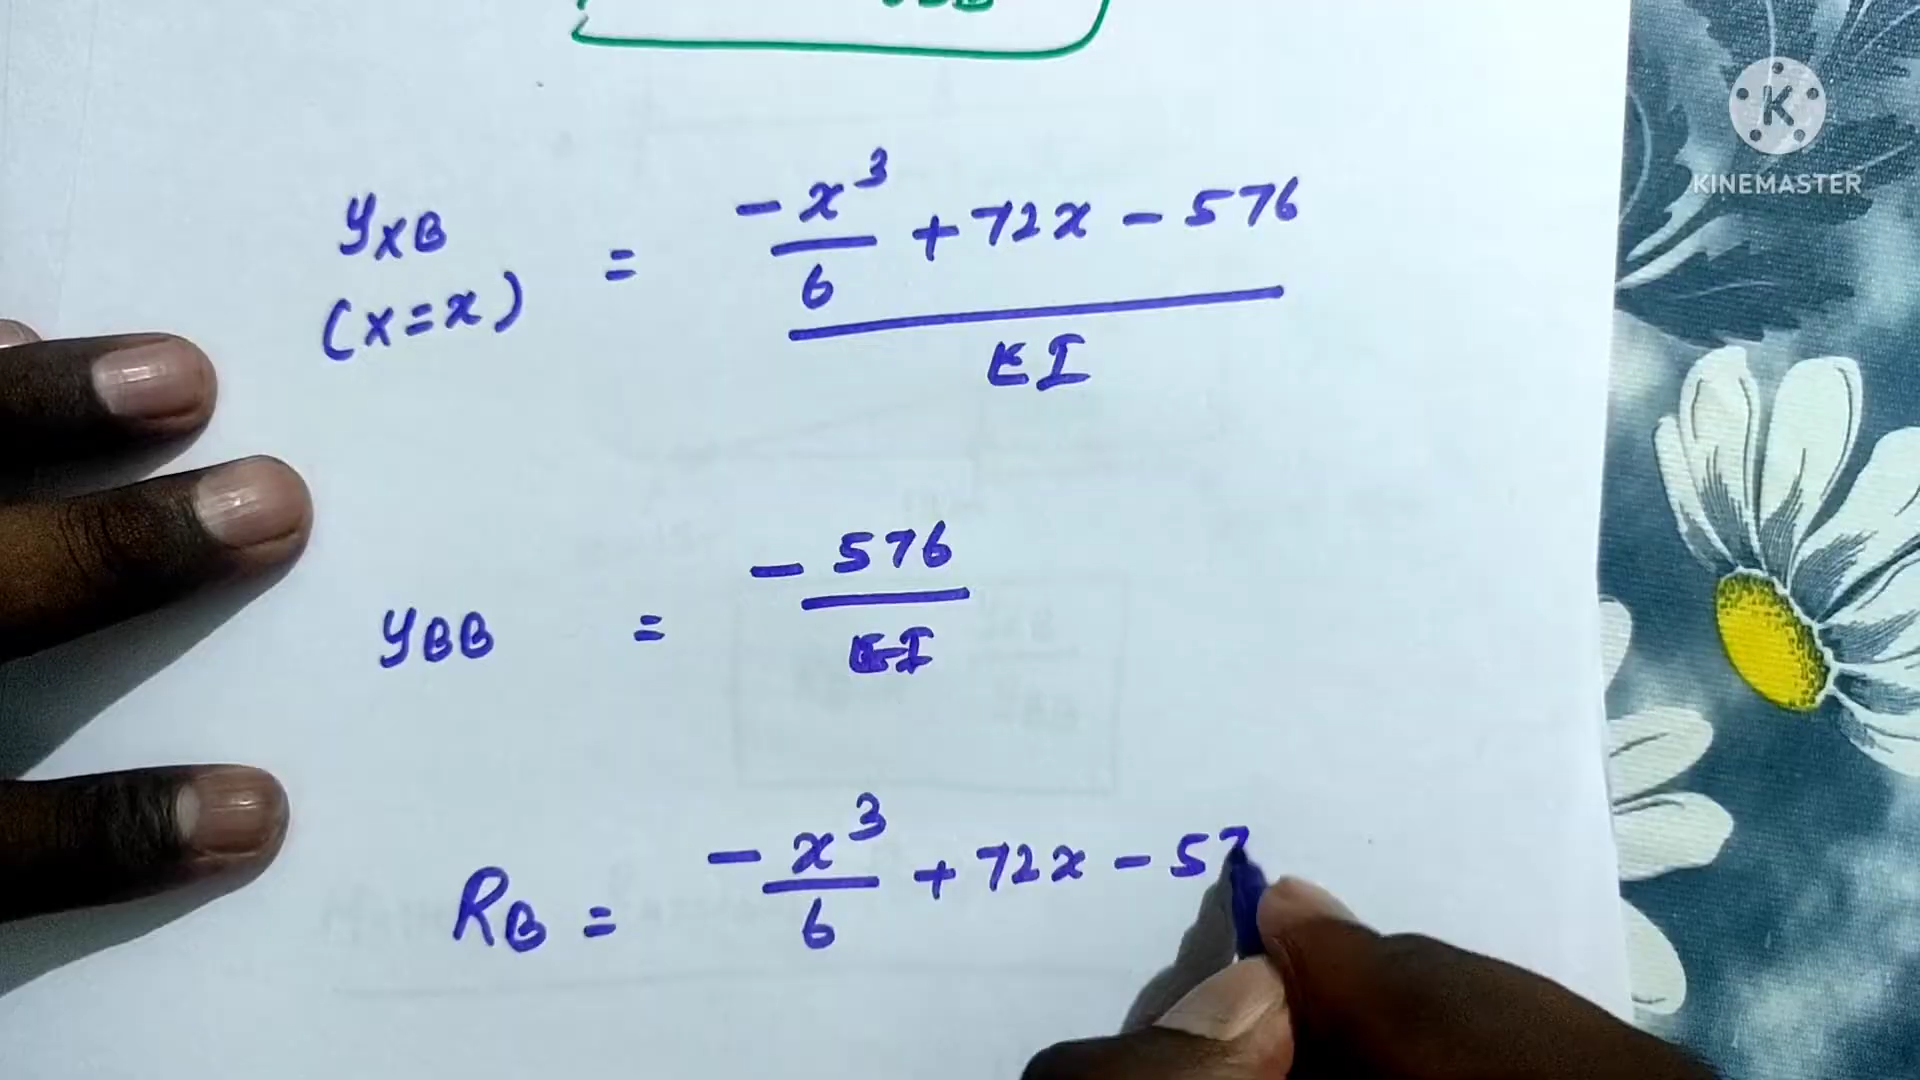 K
KINEMASTER
y_XB (x=x) = (-x³/6 + 72x - 576) / EI
y_BB = -576 / EI
R_B = -x³/6 + 72x - 57